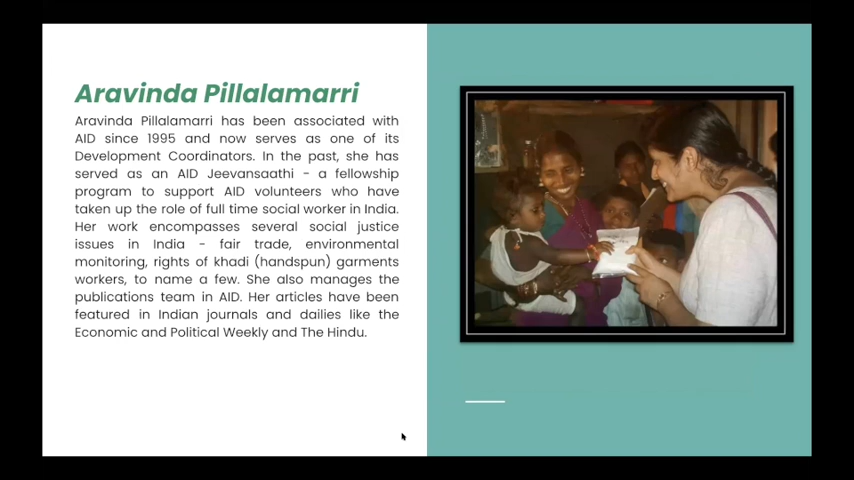 Aravinda Pillalamarri
Aravinda Pillalamarri has been associated with
AID since 1995 and now serves as one of its
Development Coordinators. In the past, she has
served as an AID Jeevansaathi - a fellowship
program to support AID volunteers who have
taken up the role of full time social worker in India.
Her work encompasses several social justice
issues in India - fair trade, environmental
monitoring, rights of khadi (handspun) garments
workers, to name a few. She also manages the
publications team in AID. Her articles have been
featured in Indian journals and dailies like the
Economic and Political Weekly and The Hindu.